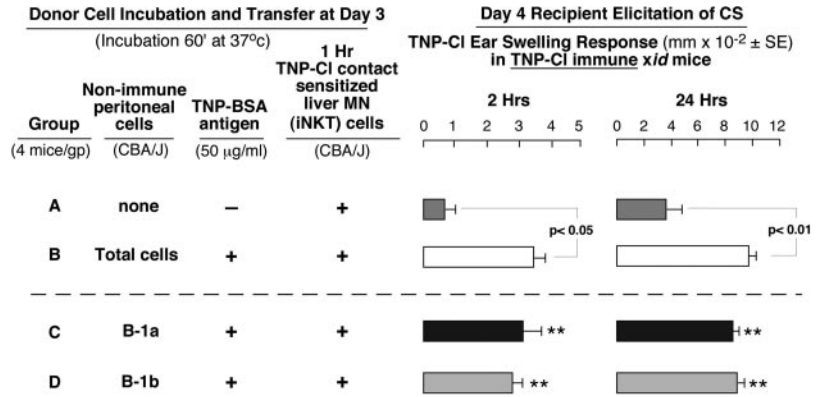 Donor Cell Incubation and Transfer at Day 3
(Incubation 60' at 37ºc)
Group
(4 mice/gp)
Non-immune
peritoneal
cells
(CBA/J)
TNP-BSA
antigen
(50 μg/ml)
1 Hr
TNP-Cl contact
sensitized
liver MN
(iNKT) cells
(CBA/J)
Day 4 Recipient Elicitation of CS
TNP-Cl Ear Swelling Response (mm x 10-2 ± SE)
in TNP-Cl immune xid mice
2 Hrs
0 1 2 3 4 5
24 Hrs
0 2 4 6 8 10 12
A none – +
p< 0.05
p< 0.01
B Total cells + +
C B-1a + + ** **
D B-1b + + ** **